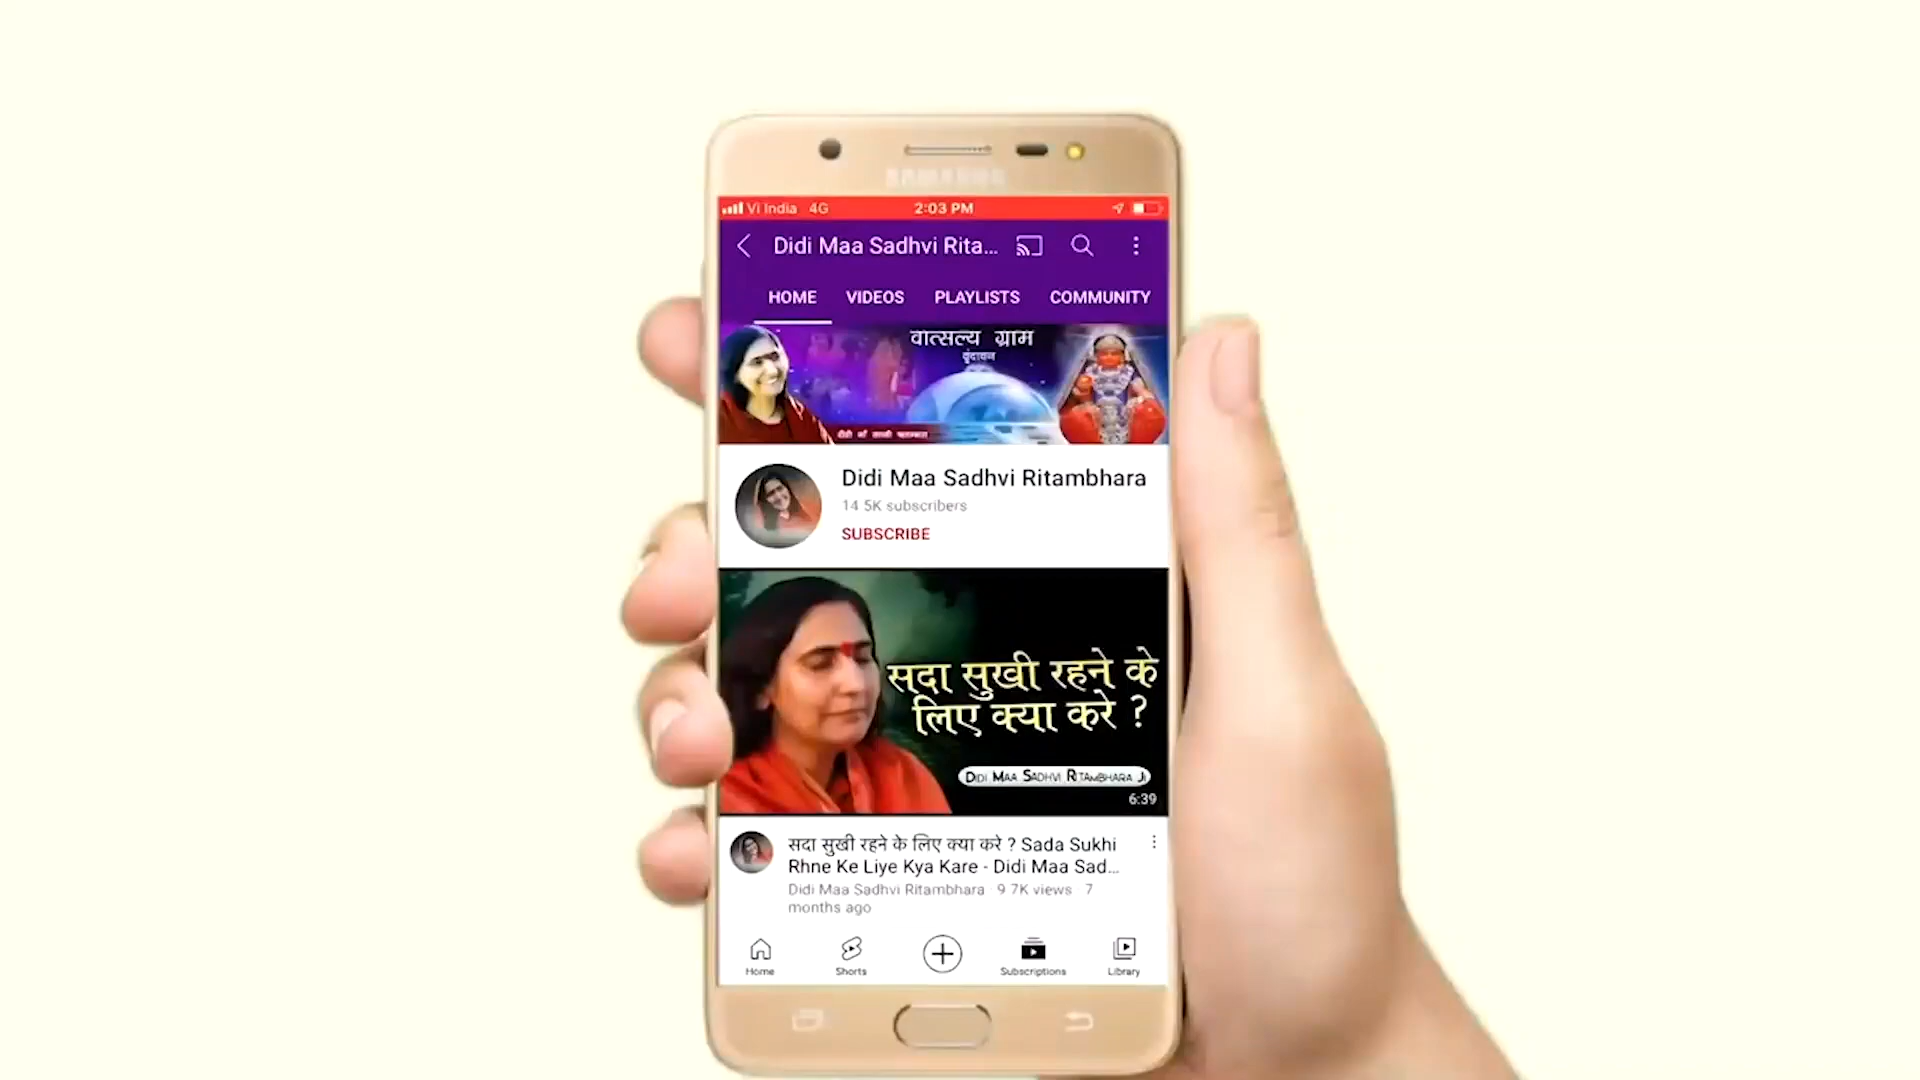 SAMSUNG
Vi India 4G 2:03 PM
Didi Maa Sadhvi Rita...
HOME VIDEOS PLAYLISTS COMMUNITY
वात्सल्य ग्राम
वृंदावन
Didi Maa Sadhvi Ritambhara
14 5K subscribers
SUBSCRIBE
सदा सुखी रहने के
लिए क्या करे ?
DIDI MAA SADHVI RITAMBHARA JI
6:39
सदा सुखी रहने के लिए क्या करे ? Sada Sukhi
Rhne Ke Liye Kya Kare - Didi Maa Sad...
Didi Maa Sadhvi Ritambhara 9 7K views 7
months ago
Home Shorts Subscriptions Library